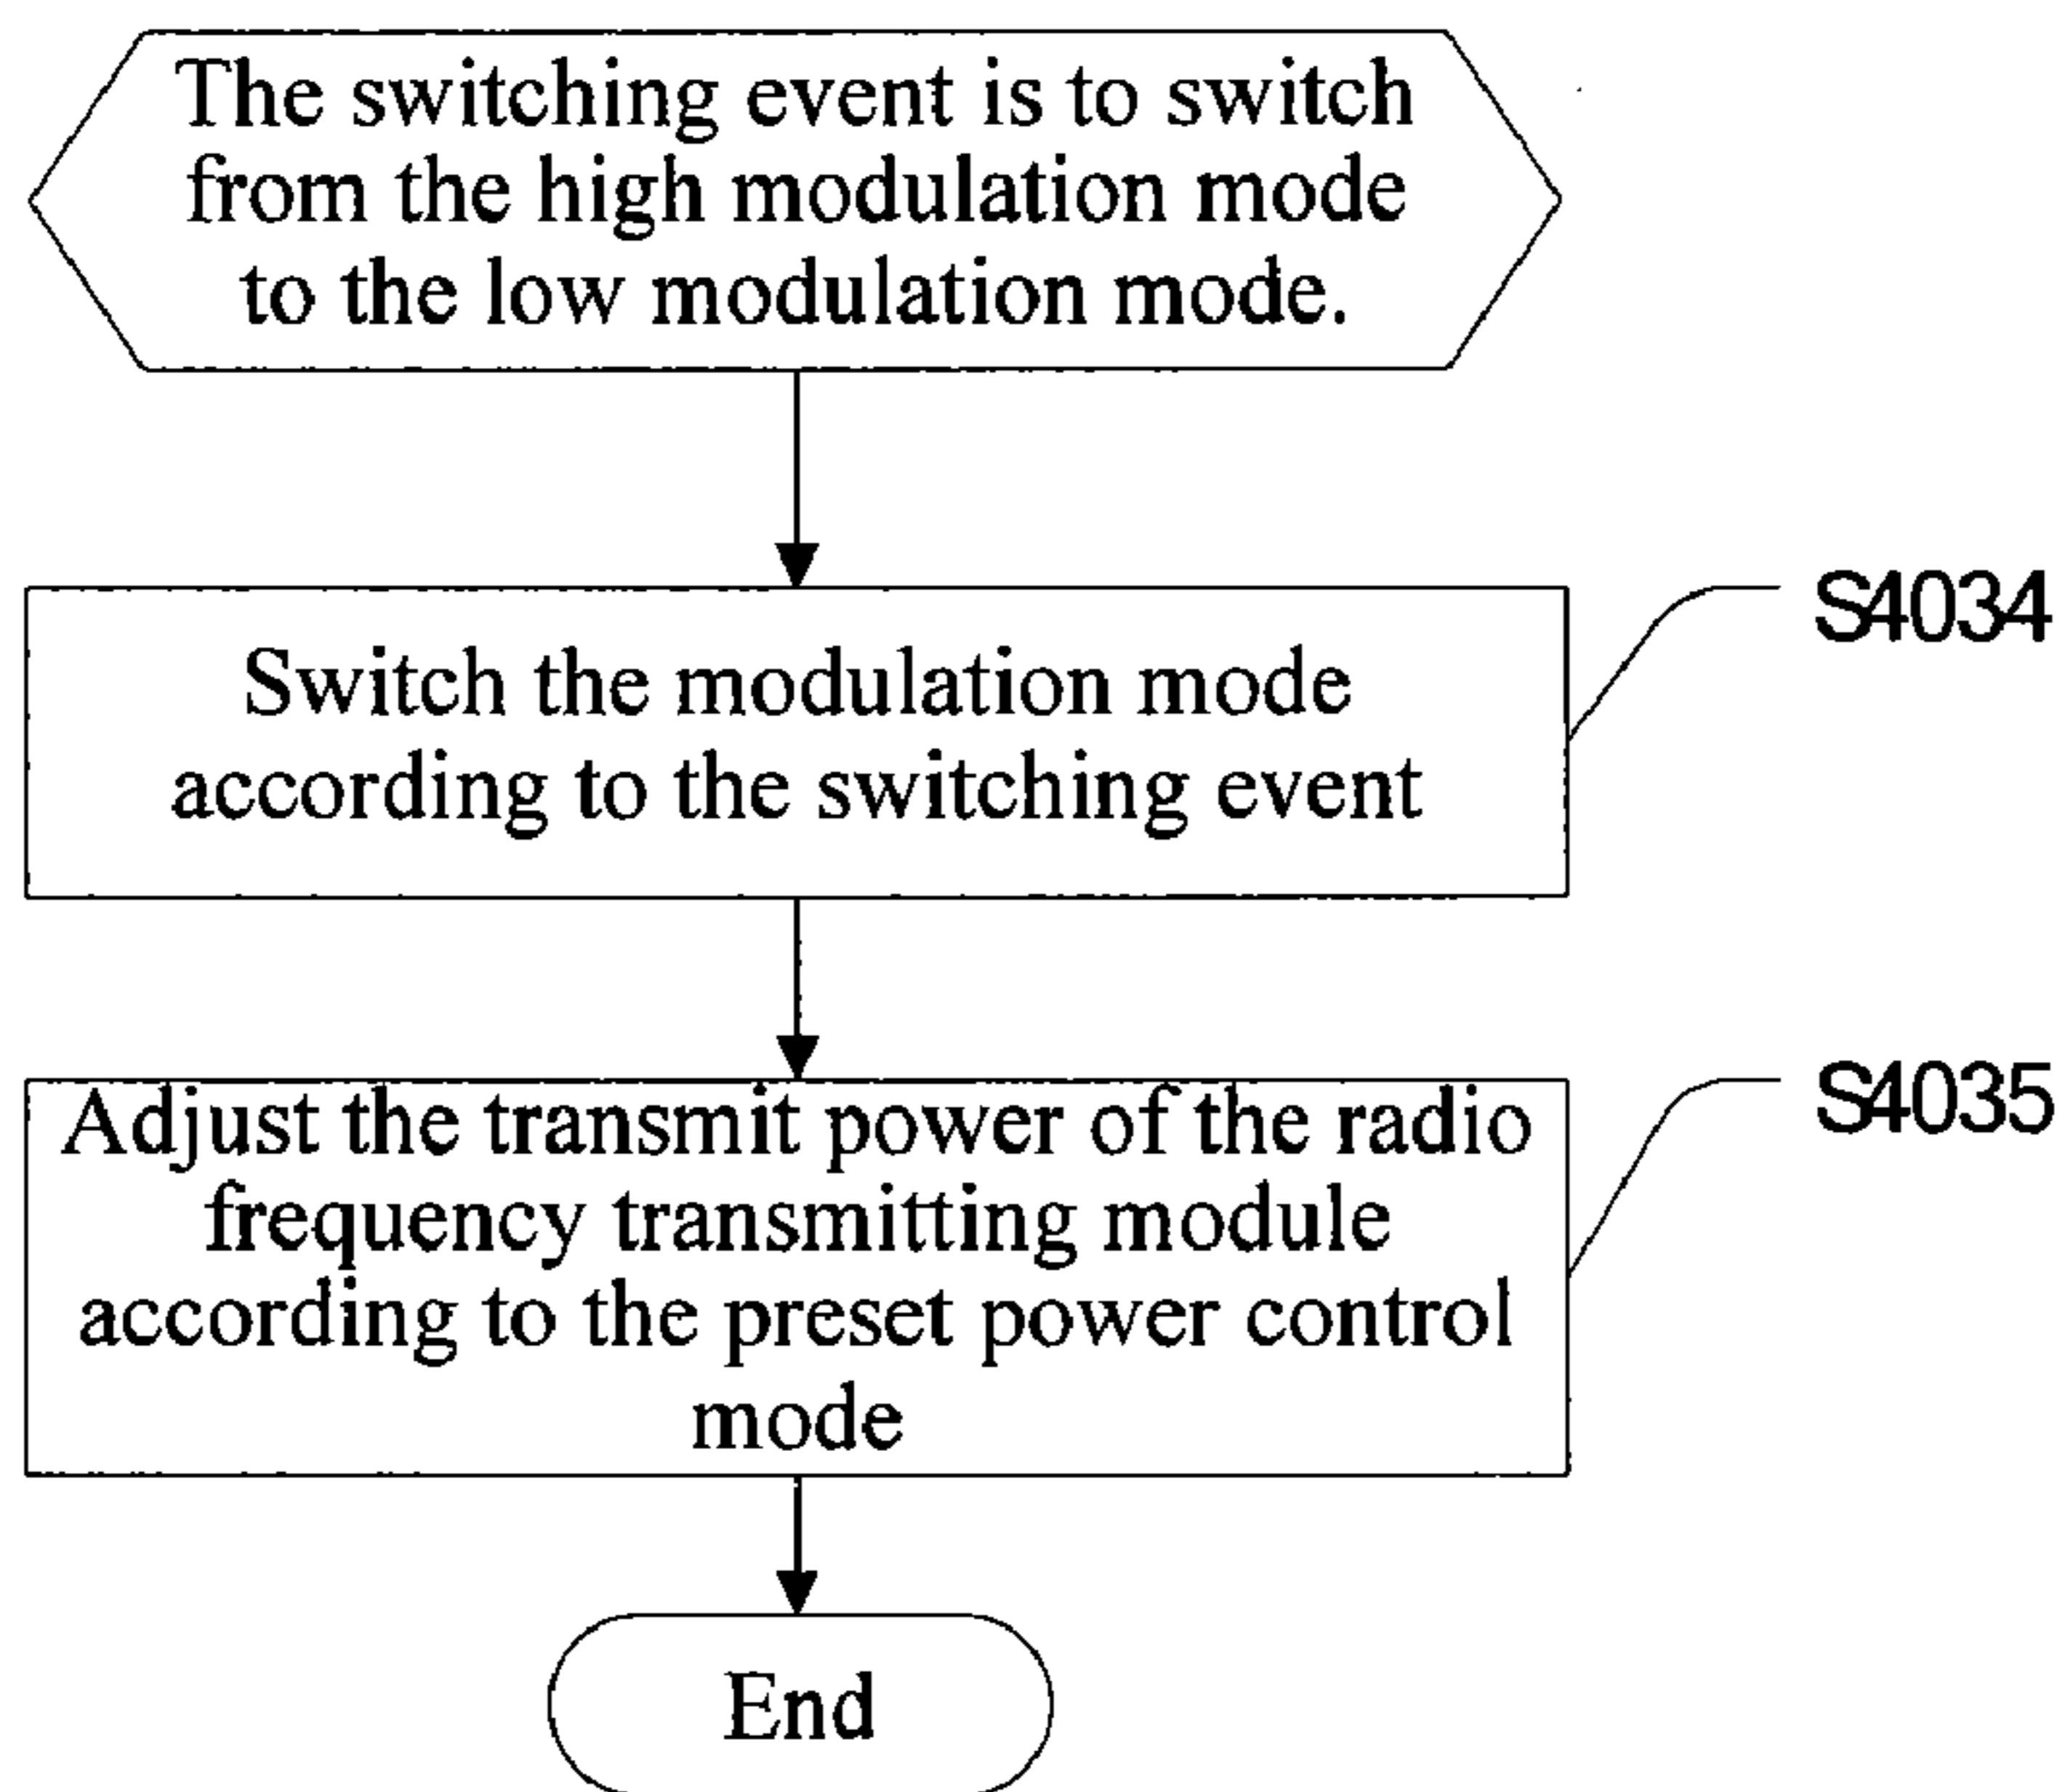 The switching event is to switch
from the high modulation mode
to the low modulation mode.
S4034
Switch the modulation mode
according to the switching event
S4035
Adjust the transmit power of the radio
frequency transmitting module
according to the preset power control
mode
End